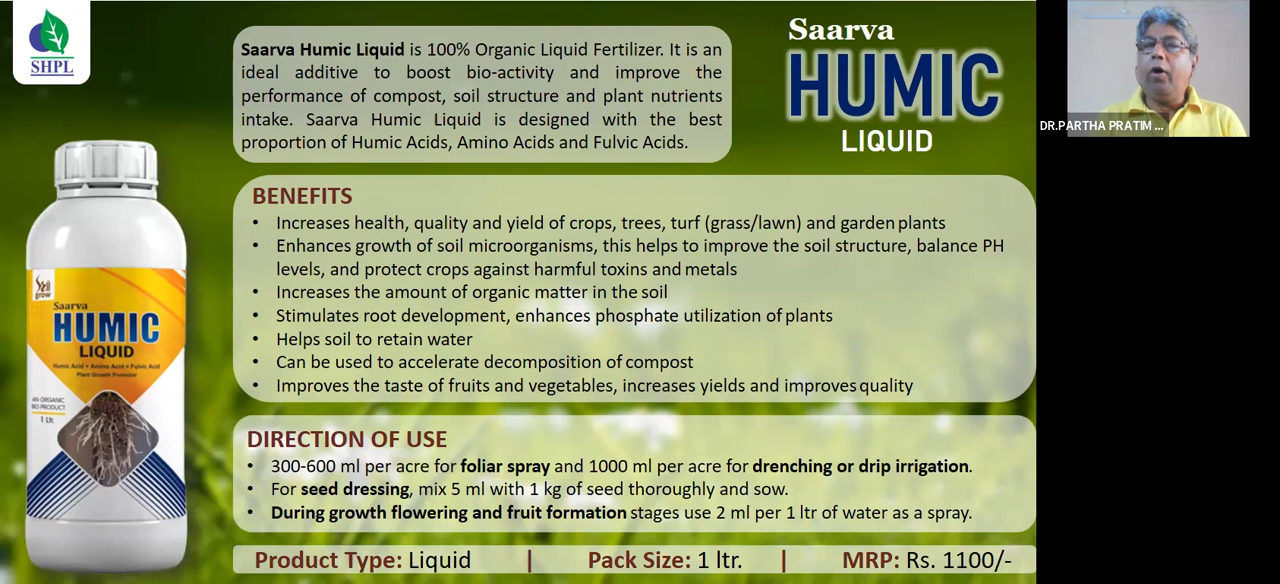 SHPL
Saarva Humic Liquid is 100% Organic Liquid Fertilizer. It is an
ideal additive to boost bio-activity and improve the
performance of compost, soil structure and plant nutrients
intake. Saarva Humic Liquid is designed with the best
proportion of Humic Acids, Amino Acids and Fulvic Acids.
Saarva
HUMIC
LIQUID
DR.PARTHA PRATIM ...
BENEFITS
• Increases health, quality and yield of crops, trees, turf (grass/lawn) and garden plants
• Enhances growth of soil microorganisms, this helps to improve the soil structure, balance PH
levels, and protect crops against harmful toxins and metals
• Increases the amount of organic matter in the soil
• Stimulates root development, enhances phosphate utilization of plants
• Helps soil to retain water
• Can be used to accelerate decomposition of compost
• Improves the taste of fruits and vegetables, increases yields and improves quality
grow
Saarva
HUMIC
LIQUID
Humic Acid • Amino Acid • Fulvic Acid
Plant Growth Promotor
AN ORGANIC
BIO PRODUCT
1 Ltr.
DIRECTION OF USE
• 300-600 ml per acre for foliar spray and 1000 ml per acre for drenching or drip irrigation.
• For seed dressing, mix 5 ml with 1 kg of seed thoroughly and sow.
• During growth flowering and fruit formation stages use 2 ml per 1 ltr of water as a spray.
Product Type: Liquid | Pack Size: 1 ltr. | MRP: Rs. 1100/-